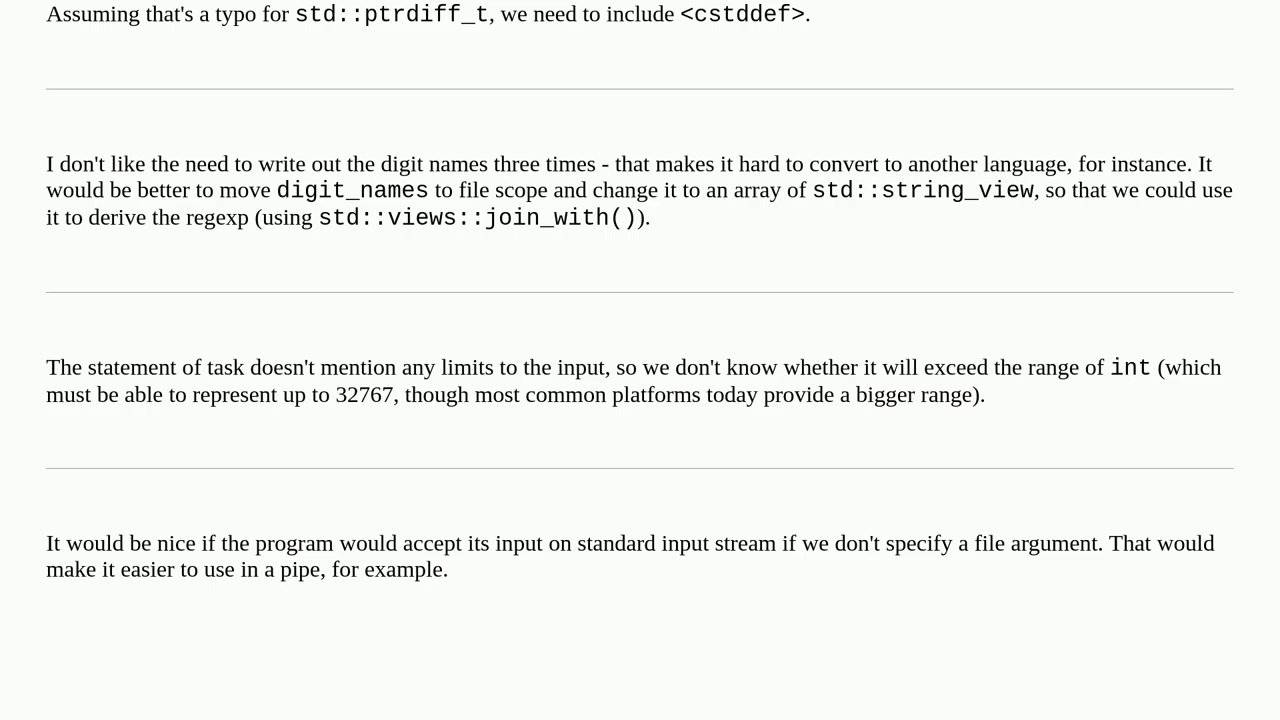 Assuming that's a typo for std::ptrdiff_t, we need to include <cstddef>.
I don't like the need to write out the digit names three times - that makes it hard to convert to another language, for instance. It
would be better to move digit_names to file scope and change it to an array of std::string_view, so that we could use
it to derive the regexp (using std::views::join_with()).
The statement of task doesn't mention any limits to the input, so we don't know whether it will exceed the range of int (which
must be able to represent up to 32767, though most common platforms today provide a bigger range).
It would be nice if the program would accept its input on standard input stream if we don't specify a file argument. That would
make it easier to use in a pipe, for example.